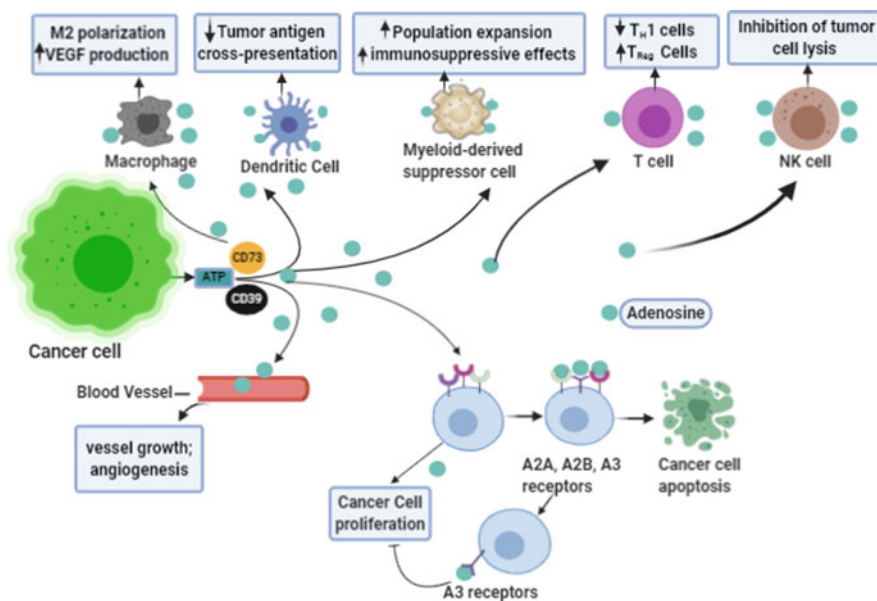 M2 polarization
VEGF production
Tumor antigen
cross-presentation
Population expansion
immunosuppressive effects
T_H1 cells
T_Reg Cells
Inhibition of tumor
cell lysis
Macrophage
Dendritic Cell
Myeloid-derived
suppressor cell
T cell
NK cell
CD73
ATP
CD39
Cancer cell
Adenosine
Blood Vessel
vessel growth;
angiogenesis
A2A, A2B, A3
receptors
Cancer cell
apoptosis
Cancer Cell
proliferation
A3 receptors